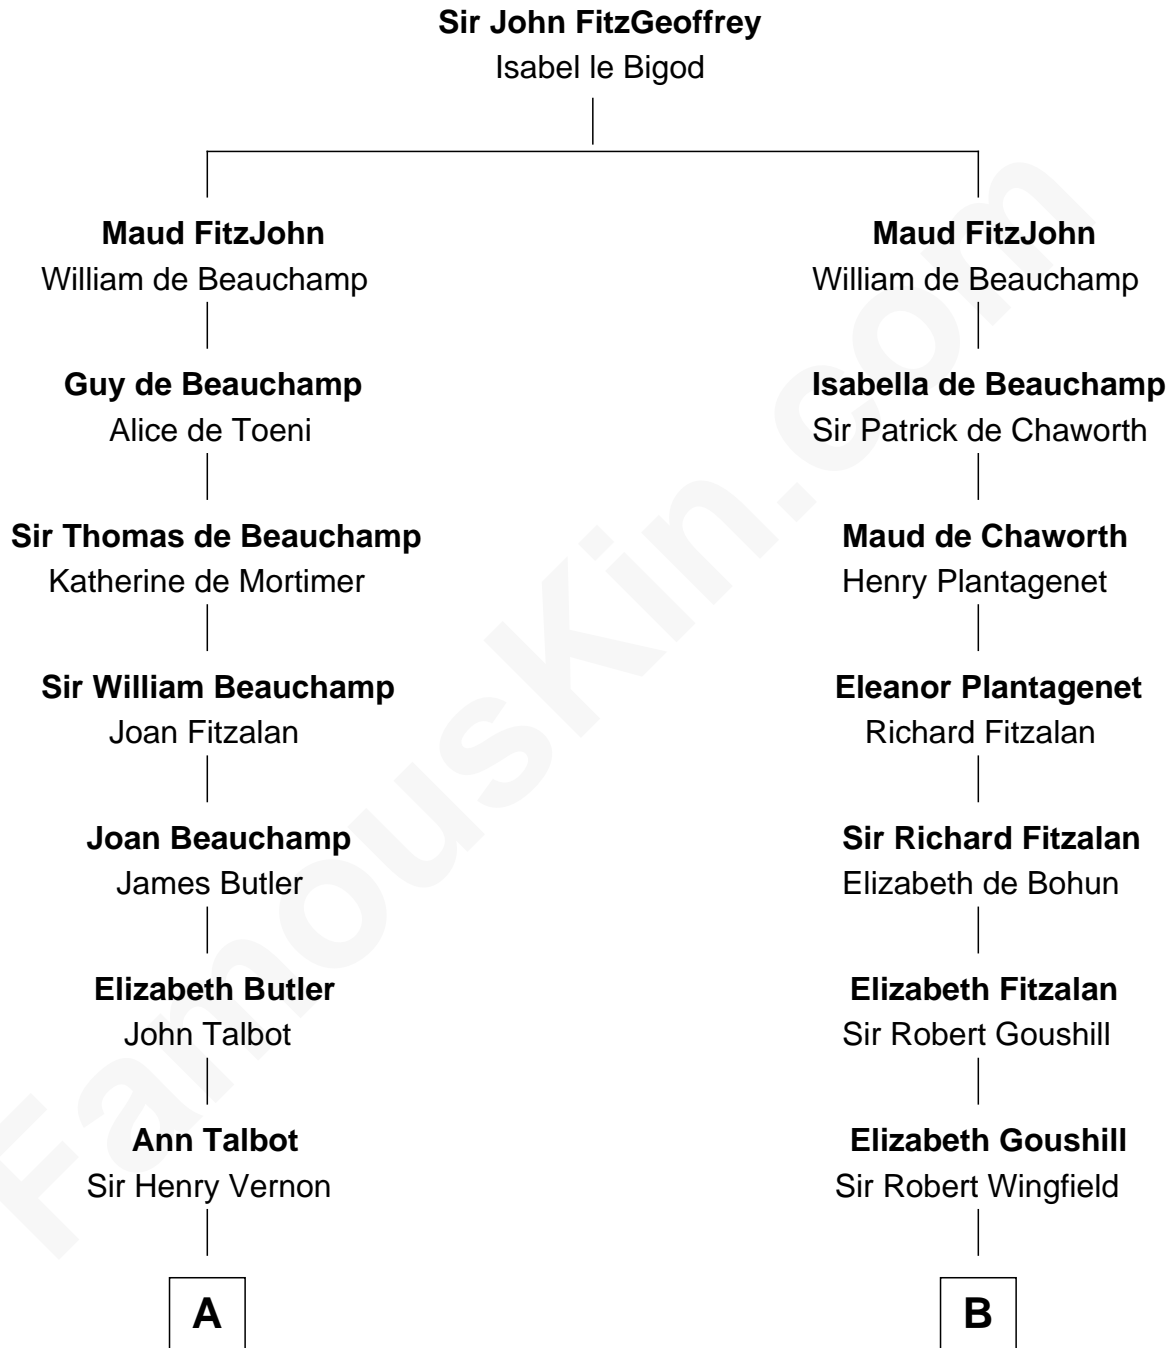 Sir John FitzGeoffrey
Isabel le Bigod
Maud FitzJohn
William de Beauchamp
Guy de Beauchamp
Alice de Toeni
Sir Thomas de Beauchamp
Katherine de Mortimer
Sir William Beauchamp
Joan Fitzalan
Joan Beauchamp
James Butler
Elizabeth Butler
John Talbot
Ann Talbot
Sir Henry Vernon
A
Maud FitzJohn
William de Beauchamp
Isabella de Beauchamp
Sir Patrick de Chaworth
Maud de Chaworth
Henry Plantagenet
Eleanor Plantagenet
Richard Fitzalan
Sir Richard Fitzalan
Elizabeth de Bohun
Elizabeth Fitzalan
Sir Robert Goushill
Elizabeth Goushill
Sir Robert Wingfield
B
FamousKin.com